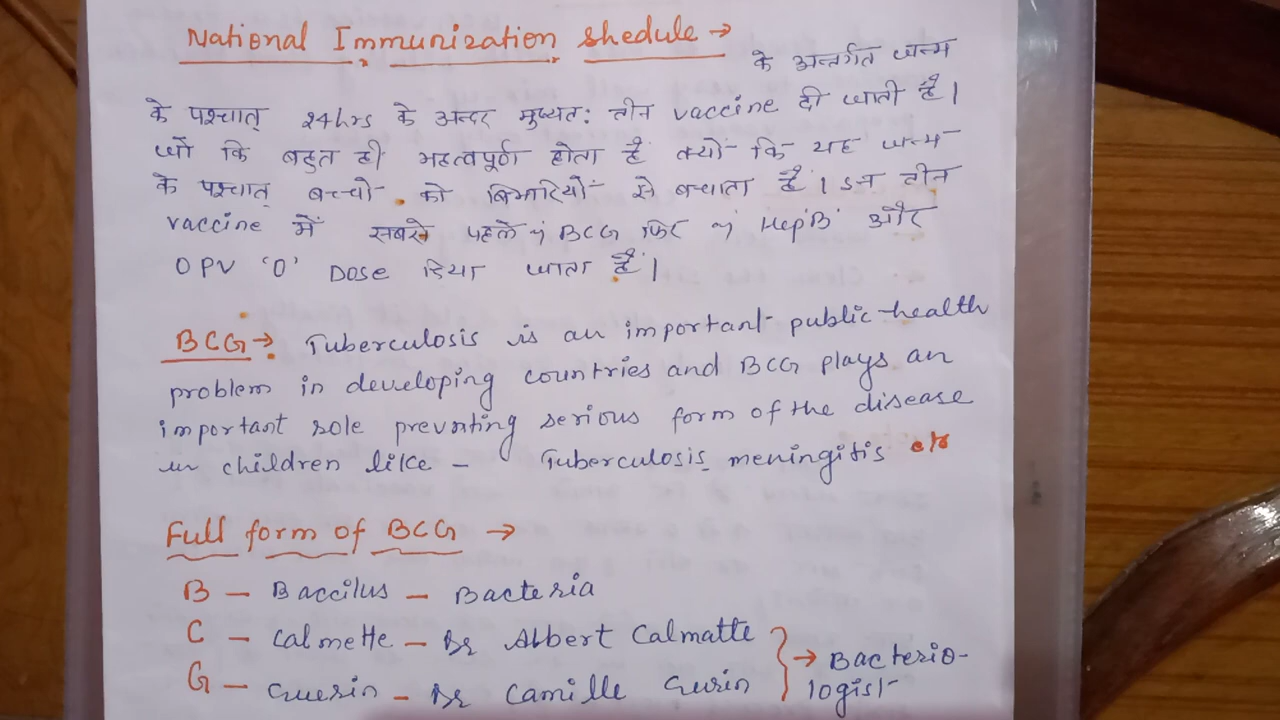 National Immunization shedule →
के अन्तर्गत जन्म
के पश्चात् 24hrs के अन्दर मुख्यत: तीन vaccine दी जाती है।
जो कि बहुत ही महत्वपूर्ण होता है क्यों कि यह जन्म
के पश्चात् बच्चो को बिमारियों से बचाता है। इन तीन
vaccine में सबसे पहले inj BCG फिर inj Hep'B' और
OPV 'O' Dose दिया जाता है।
BCG → Tuberculosis is an important public-health
problem in developing countries and BCG plays an
important role preventing serious form of the disease
in children like - Tuberculosis meningitis etc
Full form of BCG →
B - Baccilus - Bacteria
C - Calmette - Dr Albert Calmatte
G - Guerin - Dr Camille Gurin
} → Bacterio-
logist